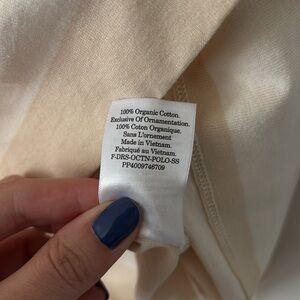 100% Organic Cotton.
Exclusive Of Ornamentation.
100% Coton Organique.
Sans L'ornement
Made in Vietnam.
Fabriqué au Vietnam.
F-DRS-OCTN-POLO-SS
PP4009746709